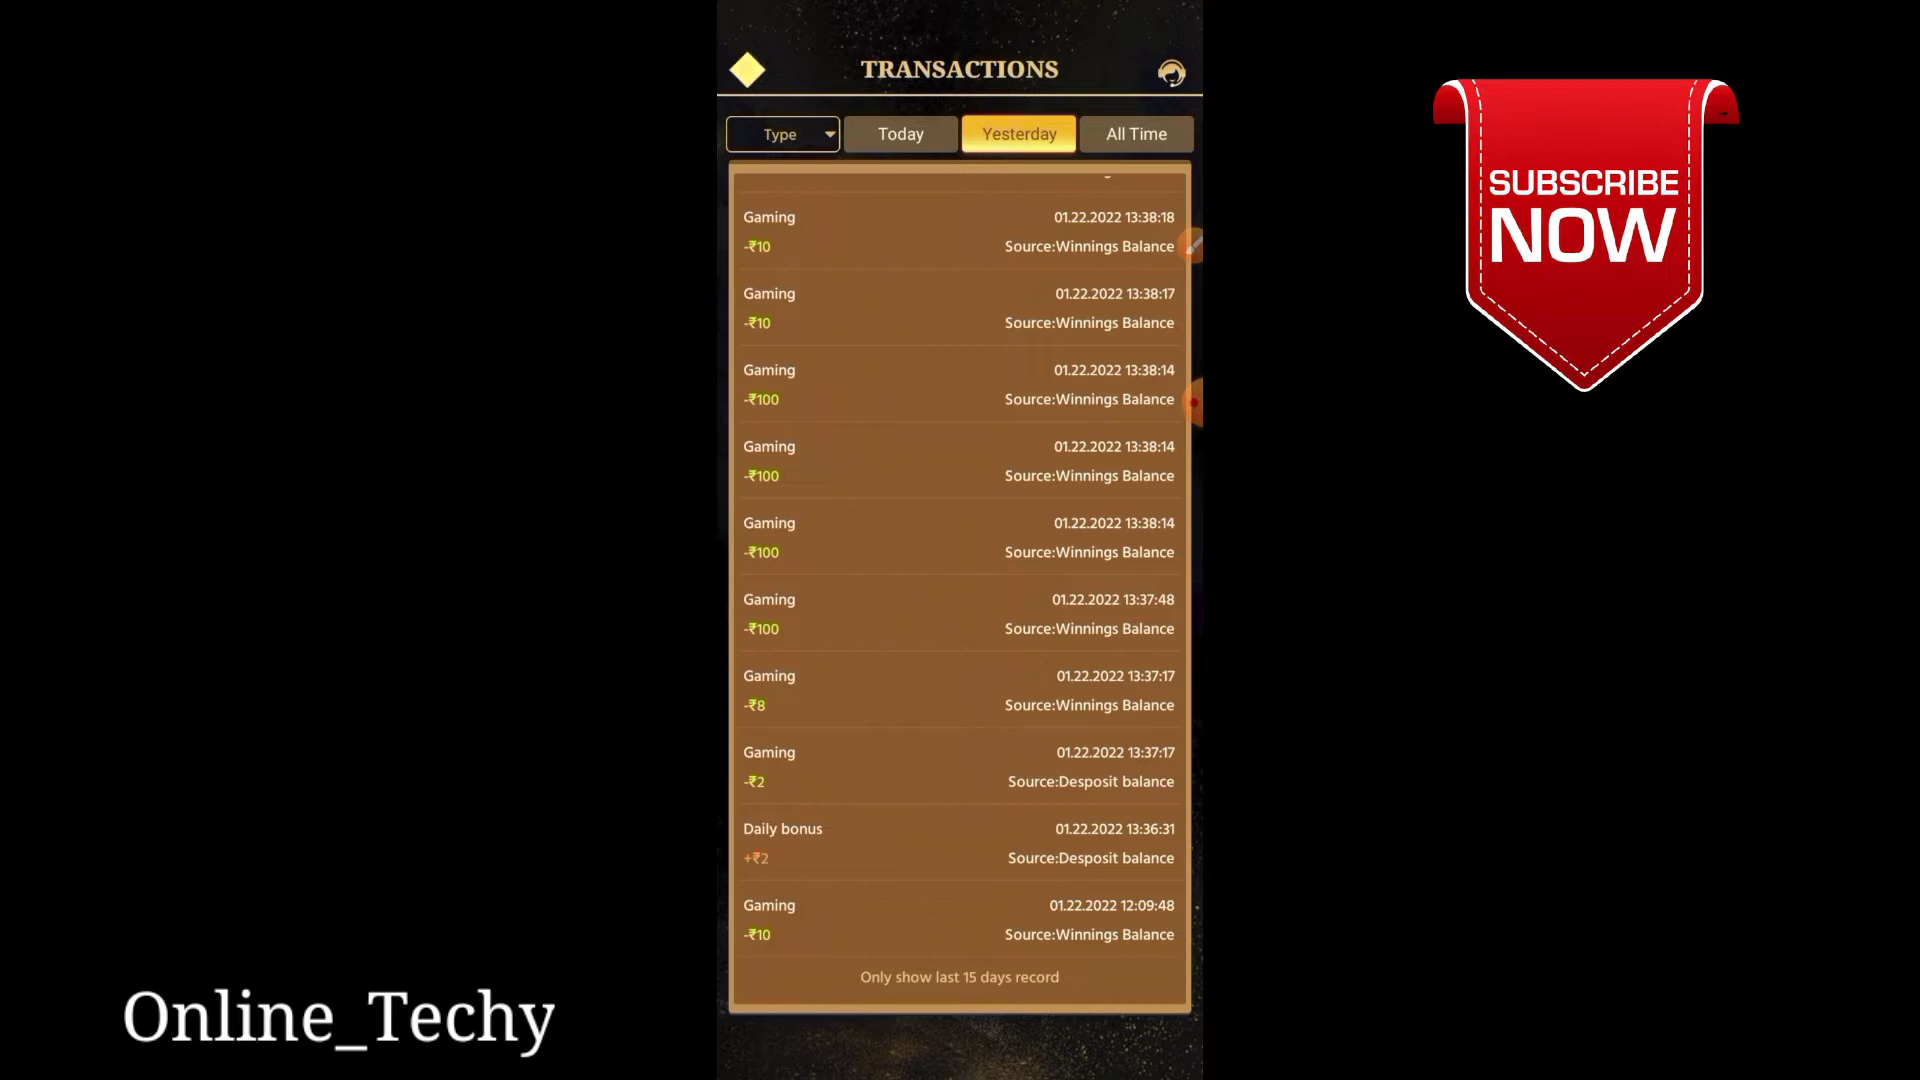 TRANSACTIONS
Type
Today
Yesterday
All Time
Gaming
01.22.2022 13:38:18
-₹10
Source:Winnings Balance
Gaming
01.22.2022 13:38:17
-₹10
Source:Winnings Balance
Gaming
01.22.2022 13:38:14
-₹100
Source:Winnings Balance
Gaming
01.22.2022 13:38:14
-₹100
Source:Winnings Balance
Gaming
01.22.2022 13:38:14
-₹100
Source:Winnings Balance
Gaming
01.22.2022 13:37:48
-₹100
Source:Winnings Balance
Gaming
01.22.2022 13:37:17
-₹8
Source:Winnings Balance
Gaming
01.22.2022 13:37:17
-₹2
Source:Desposit balance
Daily bonus
01.22.2022 13:36:31
+₹2
Source:Desposit balance
Gaming
01.22.2022 12:09:48
-₹10
Source:Winnings Balance
Only show last 15 days record
SUBSCRIBE
NOW
Online_Techy